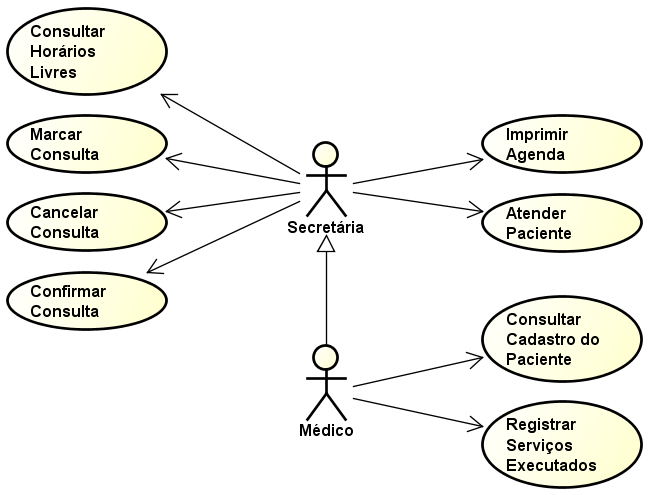 Consultar
Horários
Livres
Marcar
Consulta
Cancelar
Consulta
Confirmar
Consulta
Secretária
Médico
Imprimir
Agenda
Atender
Paciente
Consultar
Cadastro do
Paciente
Registrar
Serviços
Executados